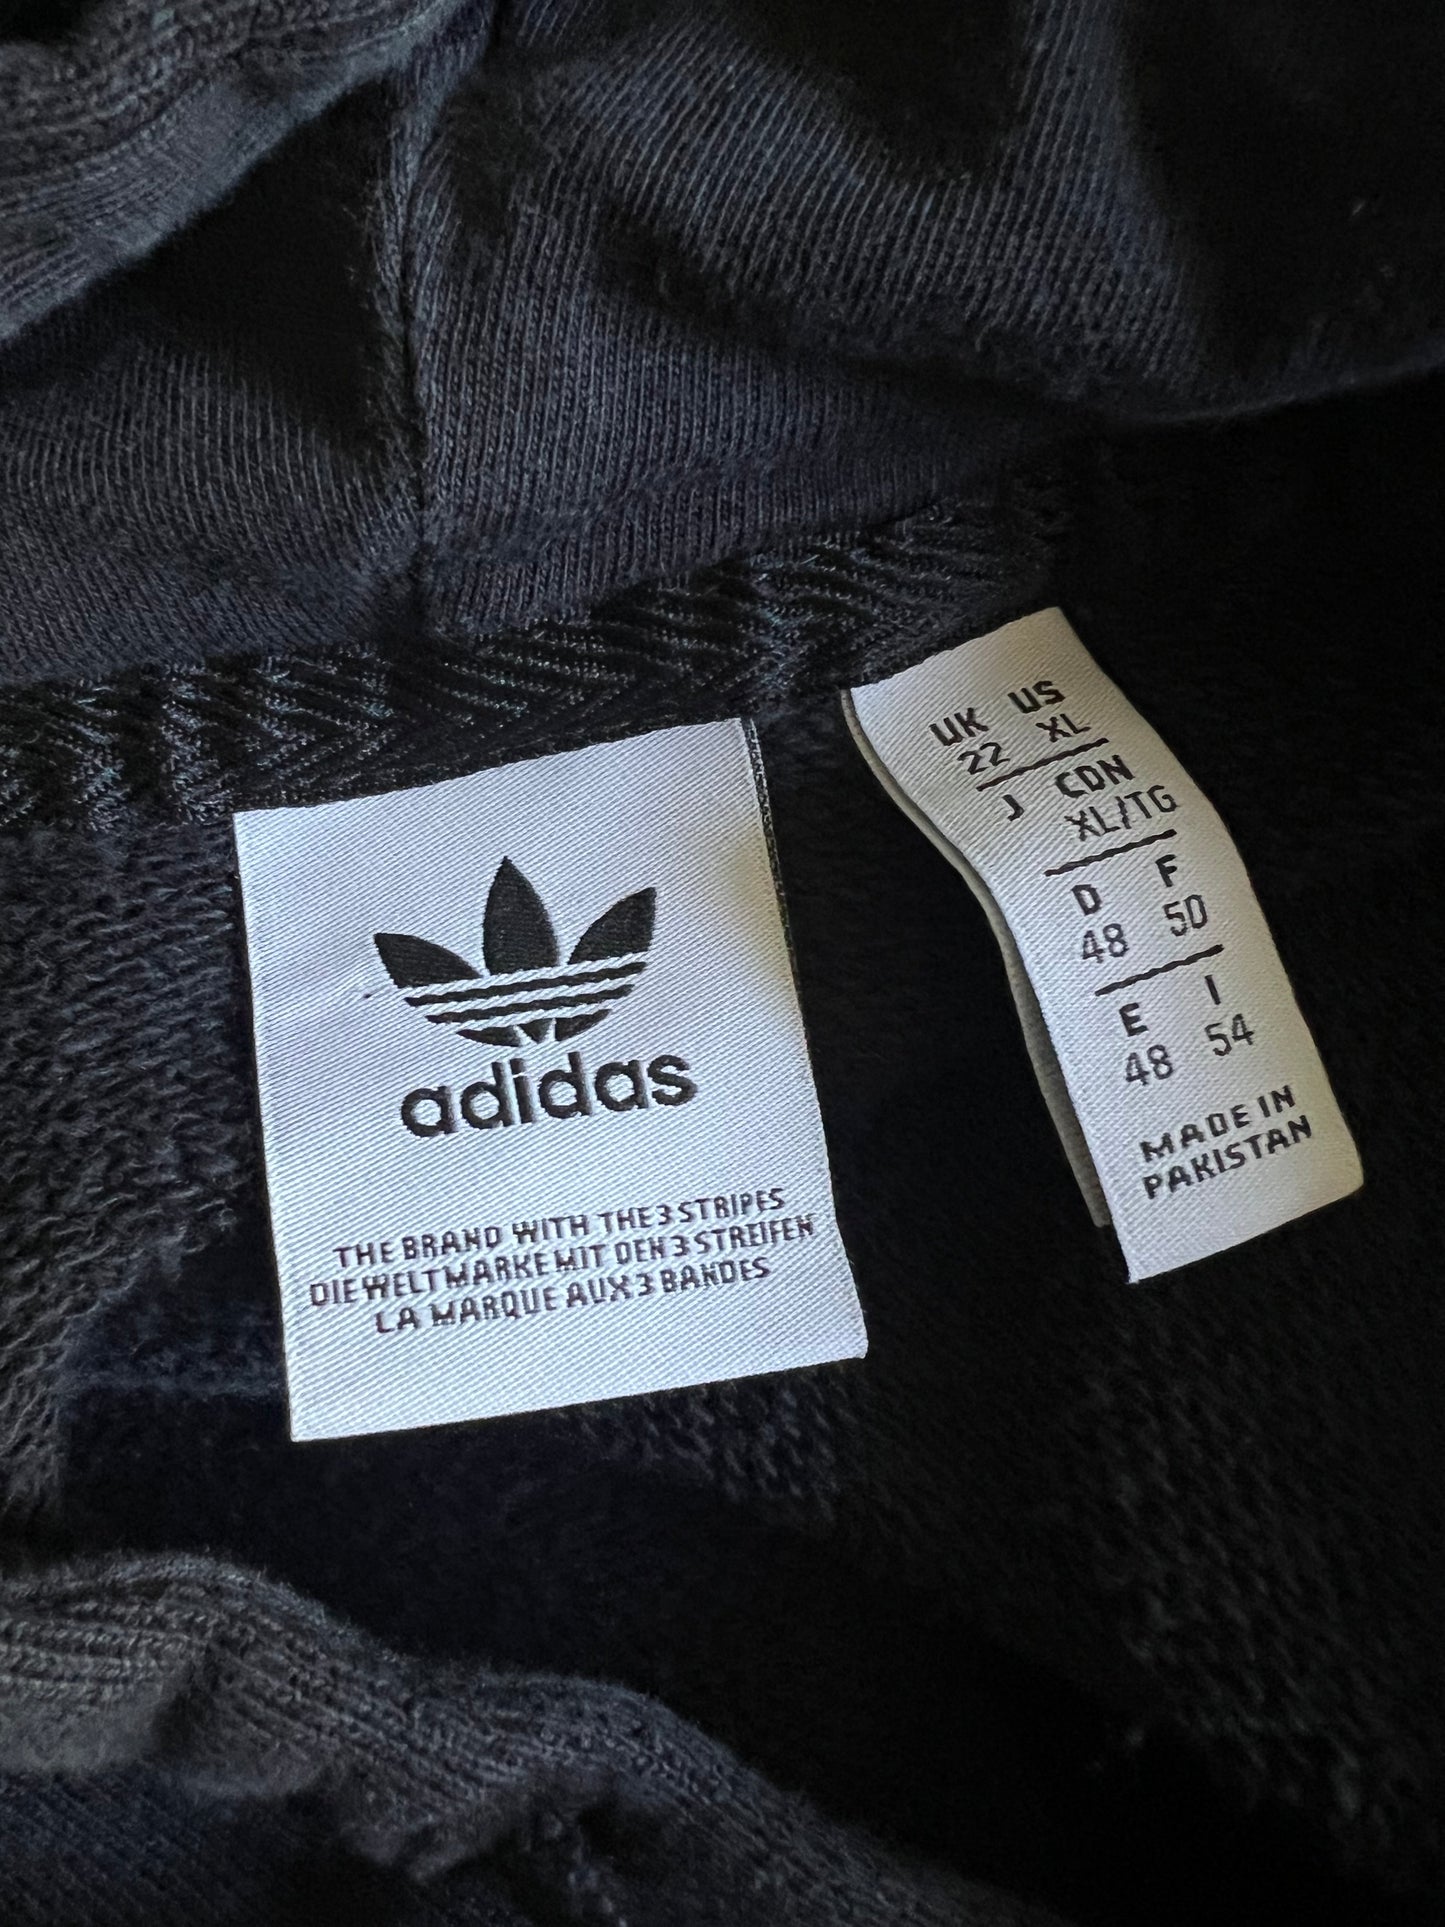 adidas
THE BRAND WITH THE 3 STRIPES
DIE WELTMARKE MIT DEN 3 STREIFEN
LA MARQUE AUX 3 BANDES
UK US
22 XL
J CDN
XL/TG
D F
48 50
E I
48 54
MADE IN
PAKISTAN